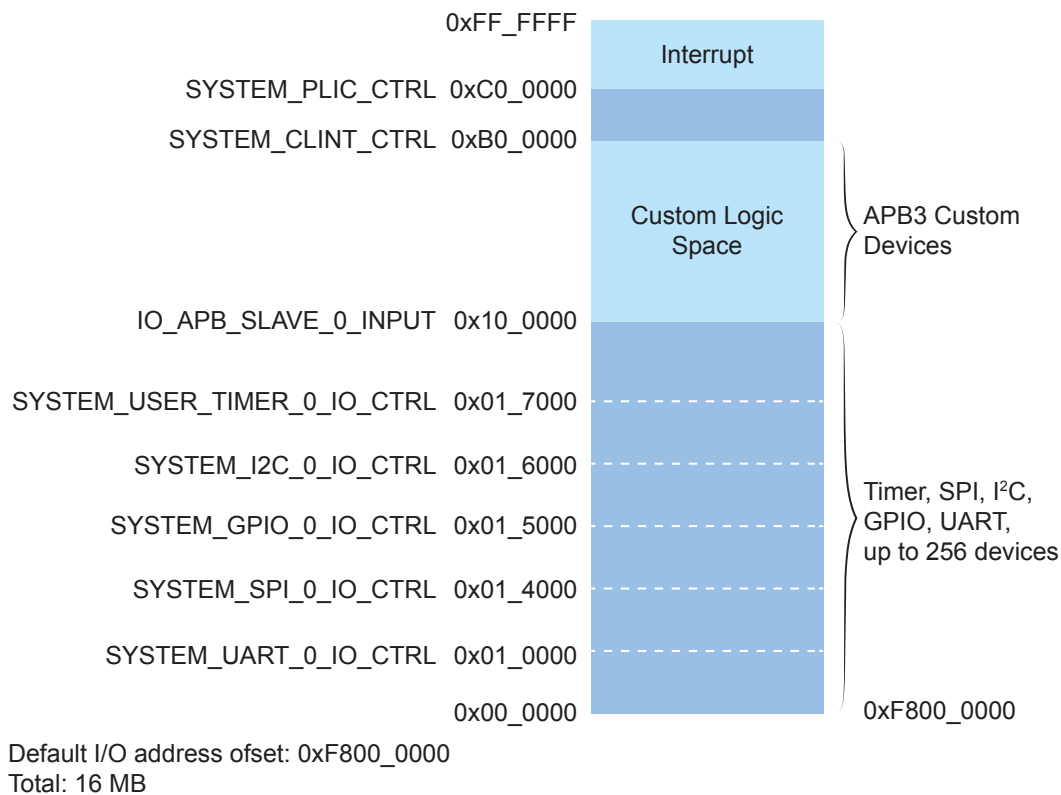 0xFF_FFFF
Interrupt
SYSTEM_PLIC_CTRL 0xC0_0000
SYSTEM_CLINT_CTRL 0xB0_0000
Custom Logic
Space
APB3 Custom
Devices
IO_APB_SLAVE_0_INPUT 0x10_0000
SYSTEM_USER_TIMER_0_IO_CTRL 0x01_7000
SYSTEM_I2C_0_IO_CTRL 0x01_6000
SYSTEM_GPIO_0_IO_CTRL 0x01_5000
SYSTEM_SPI_0_IO_CTRL 0x01_4000
SYSTEM_UART_0_IO_CTRL 0x01_0000
Timer, SPI, I²C,
GPIO, UART,
up to 256 devices
0x00_0000
0xF800_0000
Default I/O address ofset: 0xF800_0000
Total: 16 MB